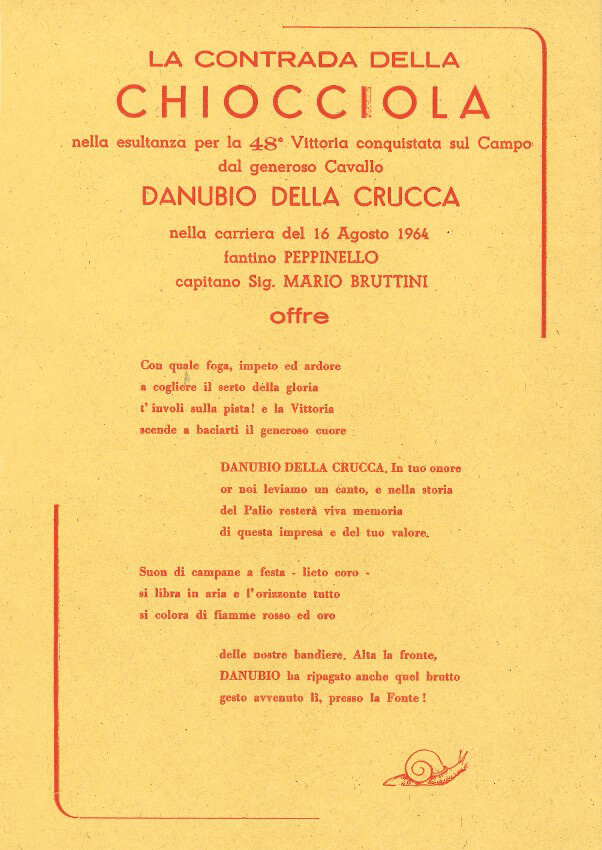 LA CONTRADA DELLA
CHIOCCIOLA
nella esultanza per la 48ª Vittoria conquistata sul Campo
dal generoso Cavallo
DANUBIO DELLA CRUCCA
nella carriera del 16 Agosto 1964
fantino PEPPINELLO
capitano Sig. MARIO BRUTTINI
offre
Con quale foga, impeto ed ardore
a cogliere il serto della gloria
t'involi sulla pista! e la Vittoria
scende a baciarti il generoso cuore
DANUBIO DELLA CRUCCA. In tuo onore
or noi leviamo un canto, e nella storia
del Palio resterà viva memoria
di questa impresa e del tuo valore.
Suon di campane a festa - lieto coro -
si libra in aria e l'orizzonte tutto
si colora di fiamme rosso ed oro
delle nostre bandiere. Alta la fronte,
DANUBIO ha ripagato anche quel brutto
gesto avvenuto lì, presso la Fonte!